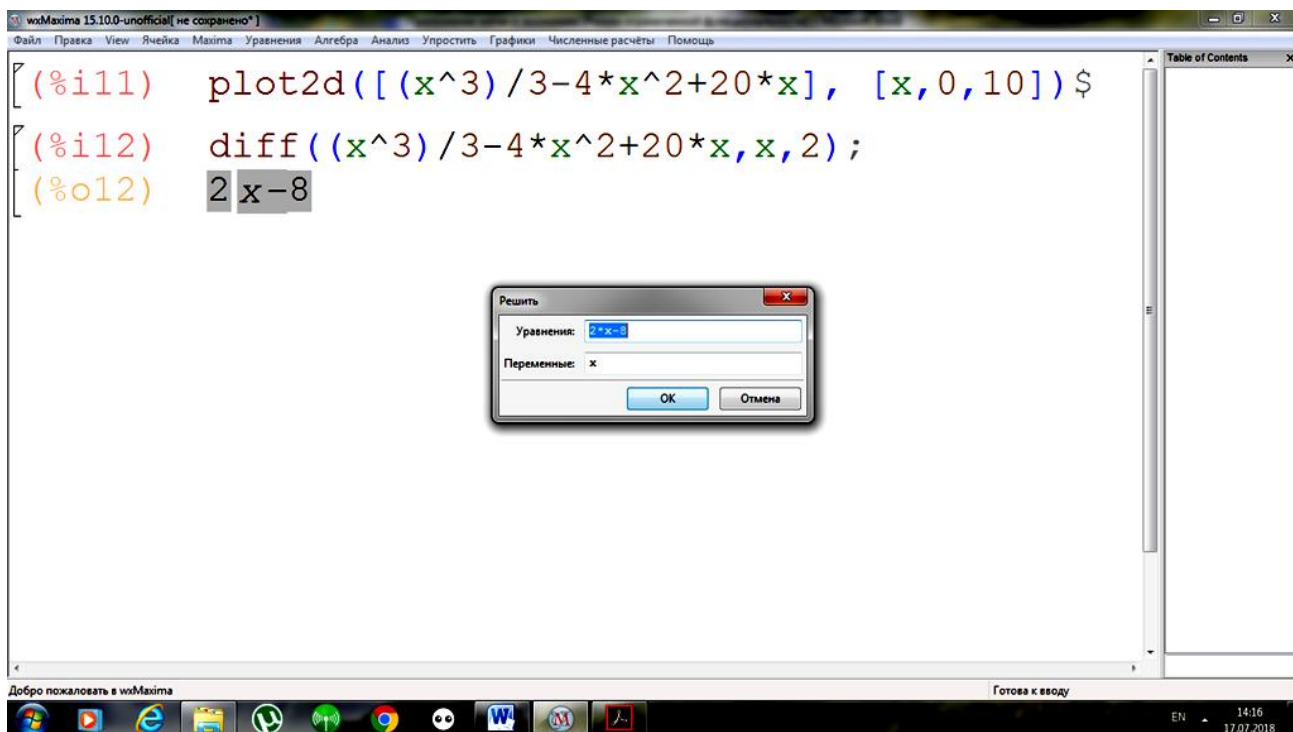 wxMaxima 15.10.0-unofficial[ не сохранено* ]
Файл Правка View Ячейка Maxima Уравнения Алгебра Анализ Упростить Графики Численные расчёты Помощь
Table of Contents
(%i11) plot2d([(x^3)/3-4*x^2+20*x], [x,0,10])$
(%i12) diff((x^3)/3-4*x^2+20*x,x,2);
(%o12) 2 x-8
Решить
Уравнения: 2*x-8
Переменные: x
OK Отмена
Добро пожаловать в wxMaxima Готова к вводу
EN 14:16
17.07.2018